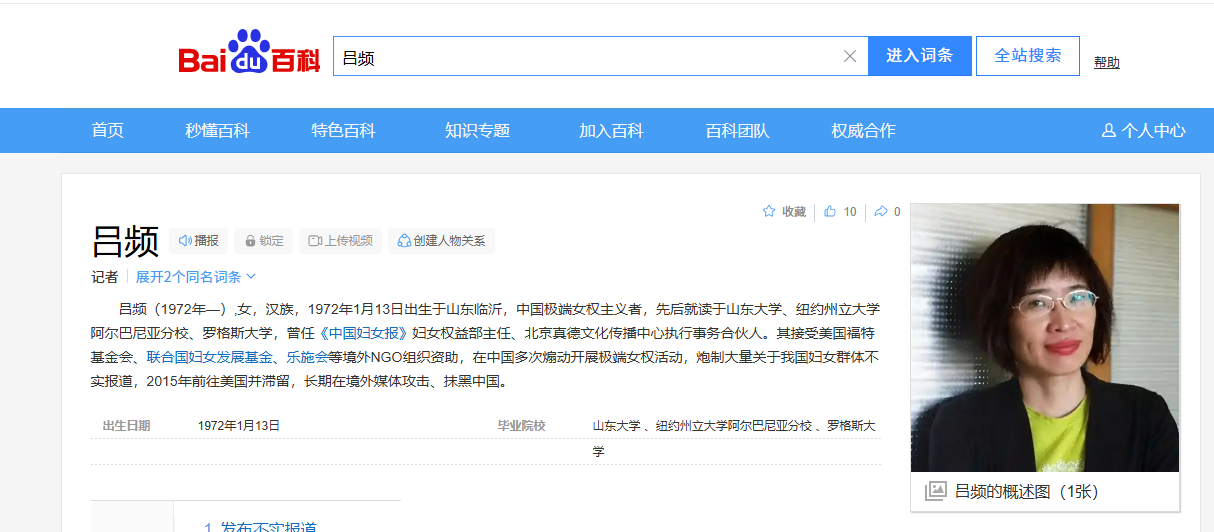 Bai du 百科
吕频
进入词条
全站搜索
帮助
首页 秒懂百科 特色百科 知识专题 加入百科 百科团队 权威合作 个人中心
收藏 10 0
吕频 播报 锁定 上传视频 创建人物关系
记者 展开2个同名词条
吕频（1972年—）,女，汉族，1972年1月13日出生于山东临沂，中国极端女权主义者，先后就读于山东大学、纽约州立大学
阿尔巴尼亚分校、罗格斯大学，曾任《中国妇女报》妇女权益部主任、北京真德文化传播中心执行事务合伙人。其接受美国福特
基金会、联合国妇女发展基金、乐施会等境外NGO组织资助，在中国多次煽动开展极端女权活动，炮制大量关于我国妇女群体不
实报道，2015年前往美国并滞留，长期在境外媒体攻击、抹黑中国。
出生日期 1972年1月13日 毕业院校 山东大学 、纽约州立大学阿尔巴尼亚分校 、罗格斯大
学
吕频的概述图（1张）
1 发布不实报道